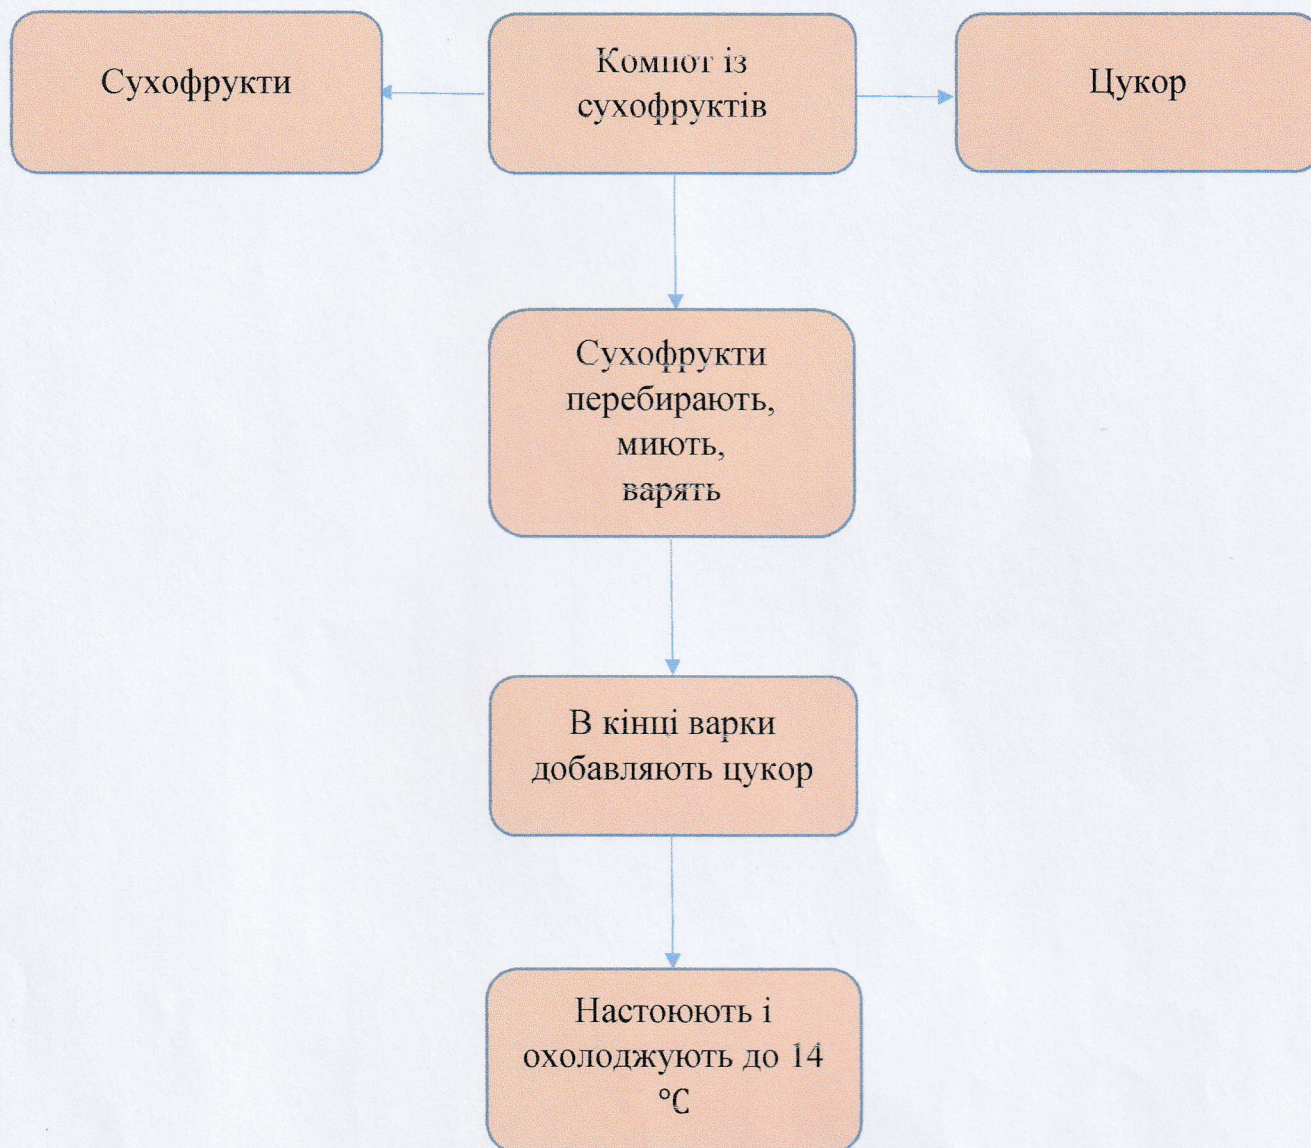 Сухофрукти
Компот із
сухофруктів
Цукор
Сухофрукти
перебирають,
миють,
варять
В кінці варки
добавляють цукор
Настоюють і
охолоджують до 14
°C